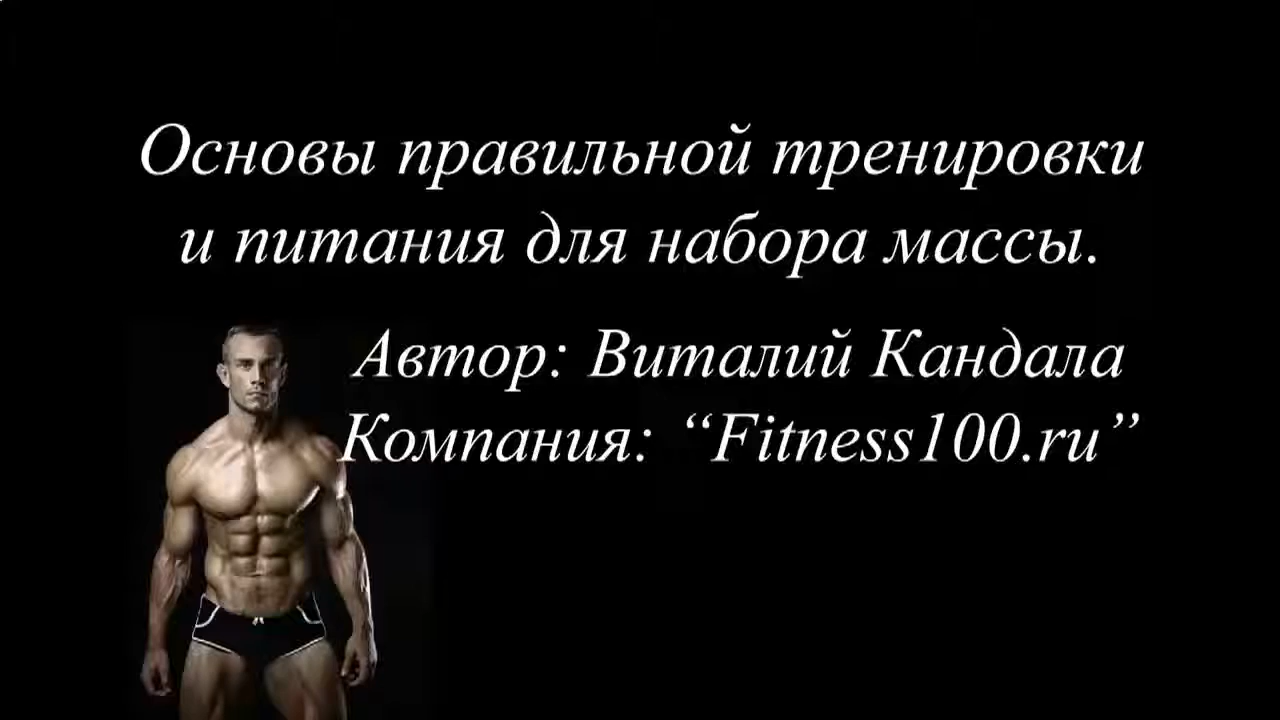 Основы правильной тренировки
и питания для набора массы.
Автор: Виталий Кандала
Компания: “Fitness100.ru”